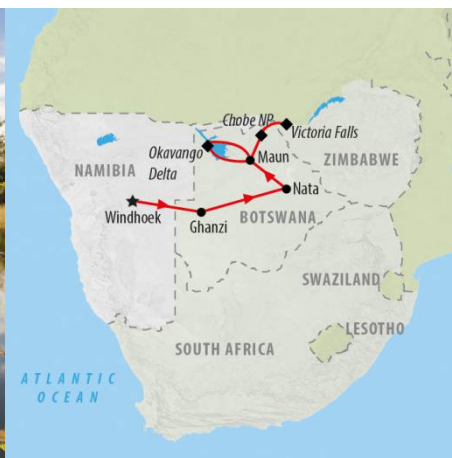 Chobe NP
Victoria Falls
Okavango
Delta
Maun
ZIMBABWE
NAMIBIA
Nata
Windhoek
Ghanzi
BOTSWANA
SWAZILAND
LESOTHO
SOUTH AFRICA
ATLANTIC
OCEAN